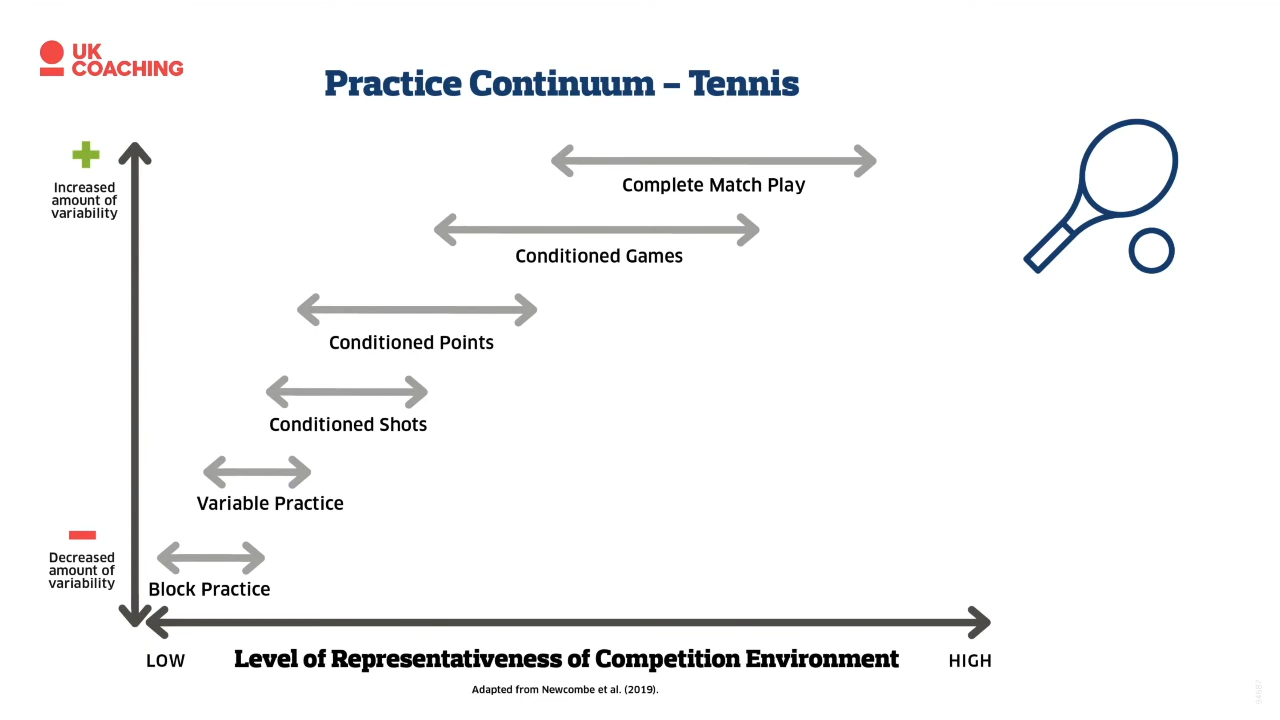 UK
COACHING
Practice Continuum – Tennis
Increased
amount of
variability
Complete Match Play
Conditioned Games
Conditioned Points
Conditioned Shots
Variable Practice
Decreased
amount of
variability
Block Practice
LOW
Level of Representativeness of Competition Environment
HIGH
Adapted from Newcombe et al. (2019).